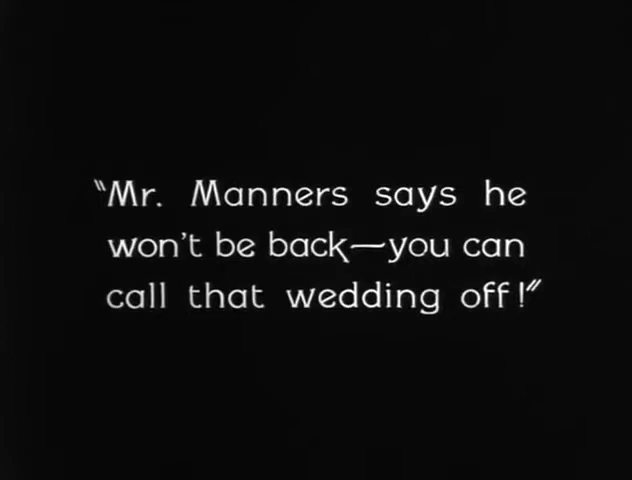 "Mr. Manners says he
won't be back—you can
call that wedding off!"